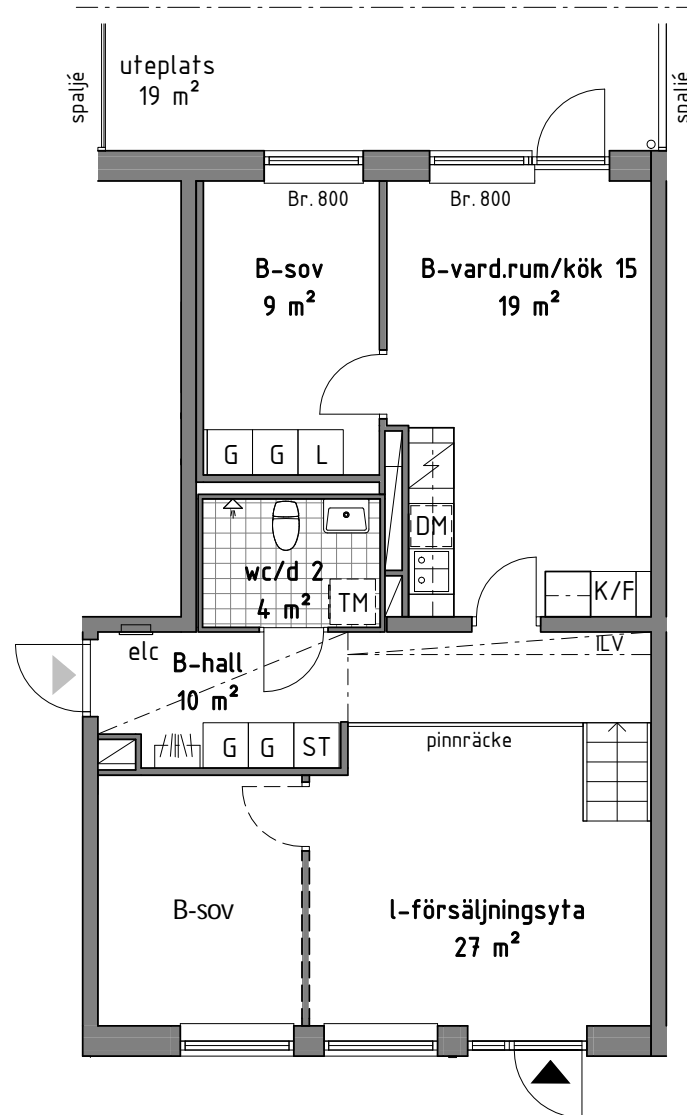 spaljé
uteplats
19 m²
spaljé
Br. 800
Br. 800
B-sov
9 m²
B-vard.rum/kök 15
19 m²
G
G
L
DM
wc/d 2
4 m²
TM
K/F
elc
B-hall
10 m²
ILV
G
G
ST
pinnräcke
B-sov
l-försäljningsyta
27 m²